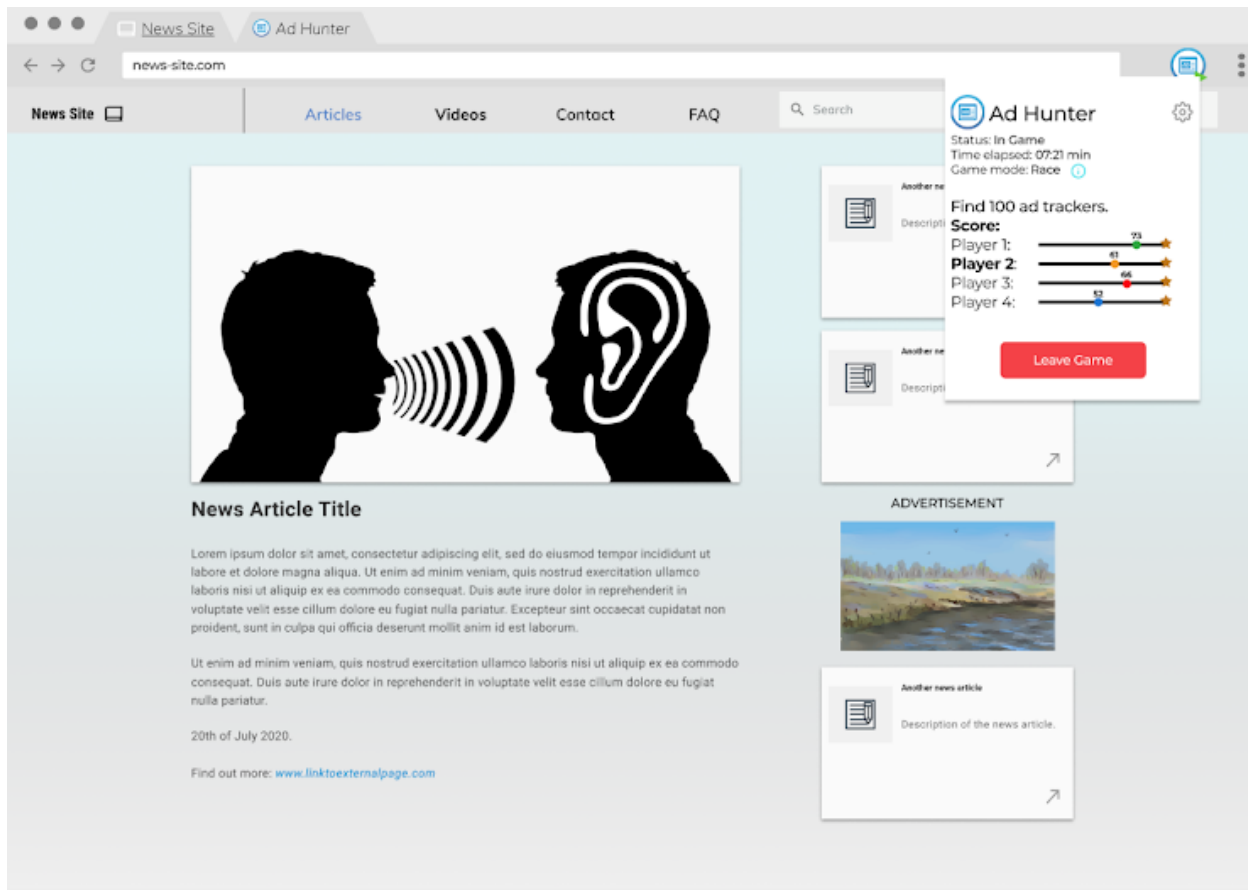 News Site
Ad Hunter
news-site.com
News Site
Articles
Videos
Contact
FAQ
Search
Ad Hunter
Status: In Game
Time elapsed: 07:21 min
Game mode: Race
Find 100 ad trackers.
Score:
73
Player 1:
61
Player 2:
66
Player 3:
52
Player 4:
Leave Game
Another
Another
ADVERTISEMENT
Another news article
Description of the news article.
News Article Title
Lorem ipsum dolor sit amet, consectetur adipiscing elit, sed do eiusmod tempor incididunt ut
labore et dolore magna aliqua. Ut enim ad minim veniam, quis nostrud exercitation ullamco
laboris nisi ut aliquip ex ea commodo consequat. Duis aute irure dolor in reprehenderit in
voluptate velit esse cillum dolore eu fugiat nulla pariatur. Excepteur sint occaecat cupidatat non
proident, sunt in culpa qui officia deserunt mollit anim id est laborum.
Ut enim ad minim veniam, quis nostrud exercitation ullamco laboris nisi ut aliquip ex ea commodo
consequat. Duis aute irure dolor in reprehenderit in voluptate velit esse cillum dolore eu fugiat
nulla pariatur.
20th of July 2020.
Find out more: www.linktoexternalpage.com